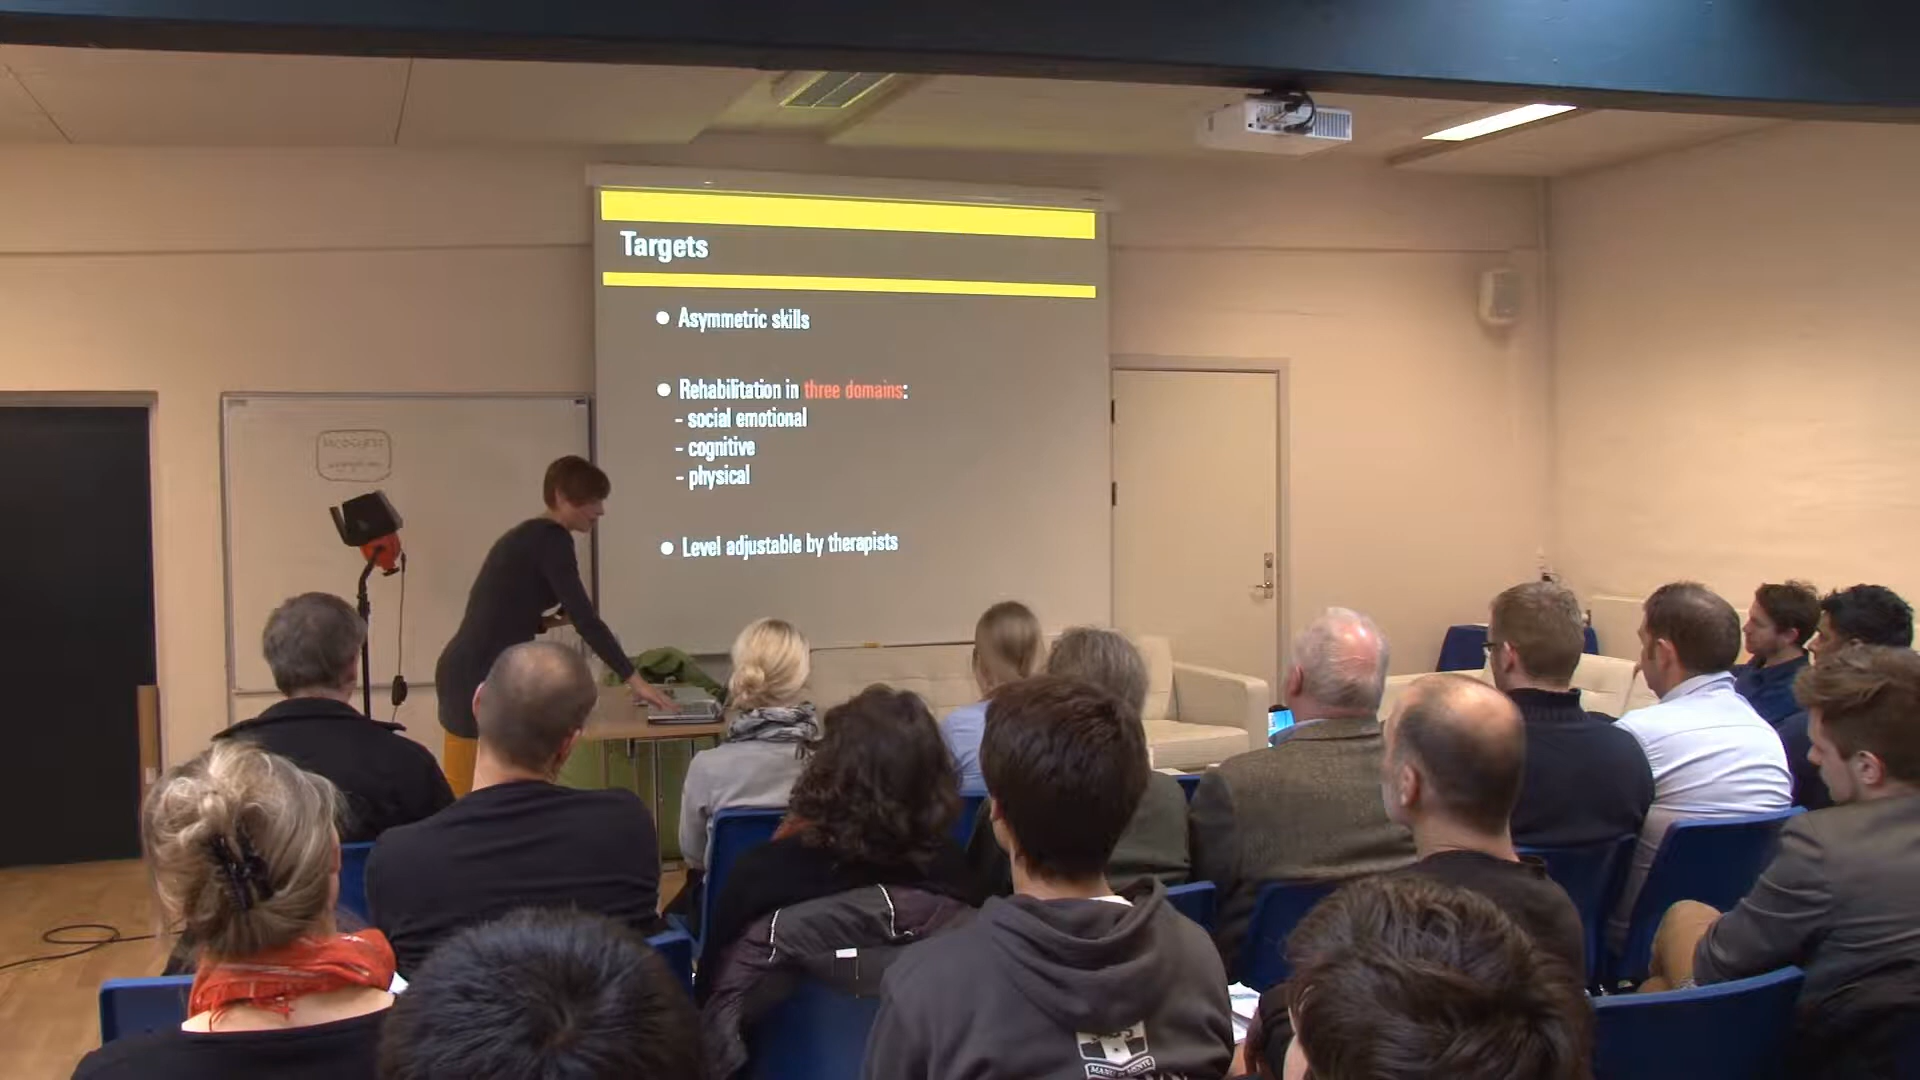 Targets
● Asymmetric skills
● Rehabilitation in three domains:
- social emotional
- cognitive
- physical
● Level adjustable by therapists